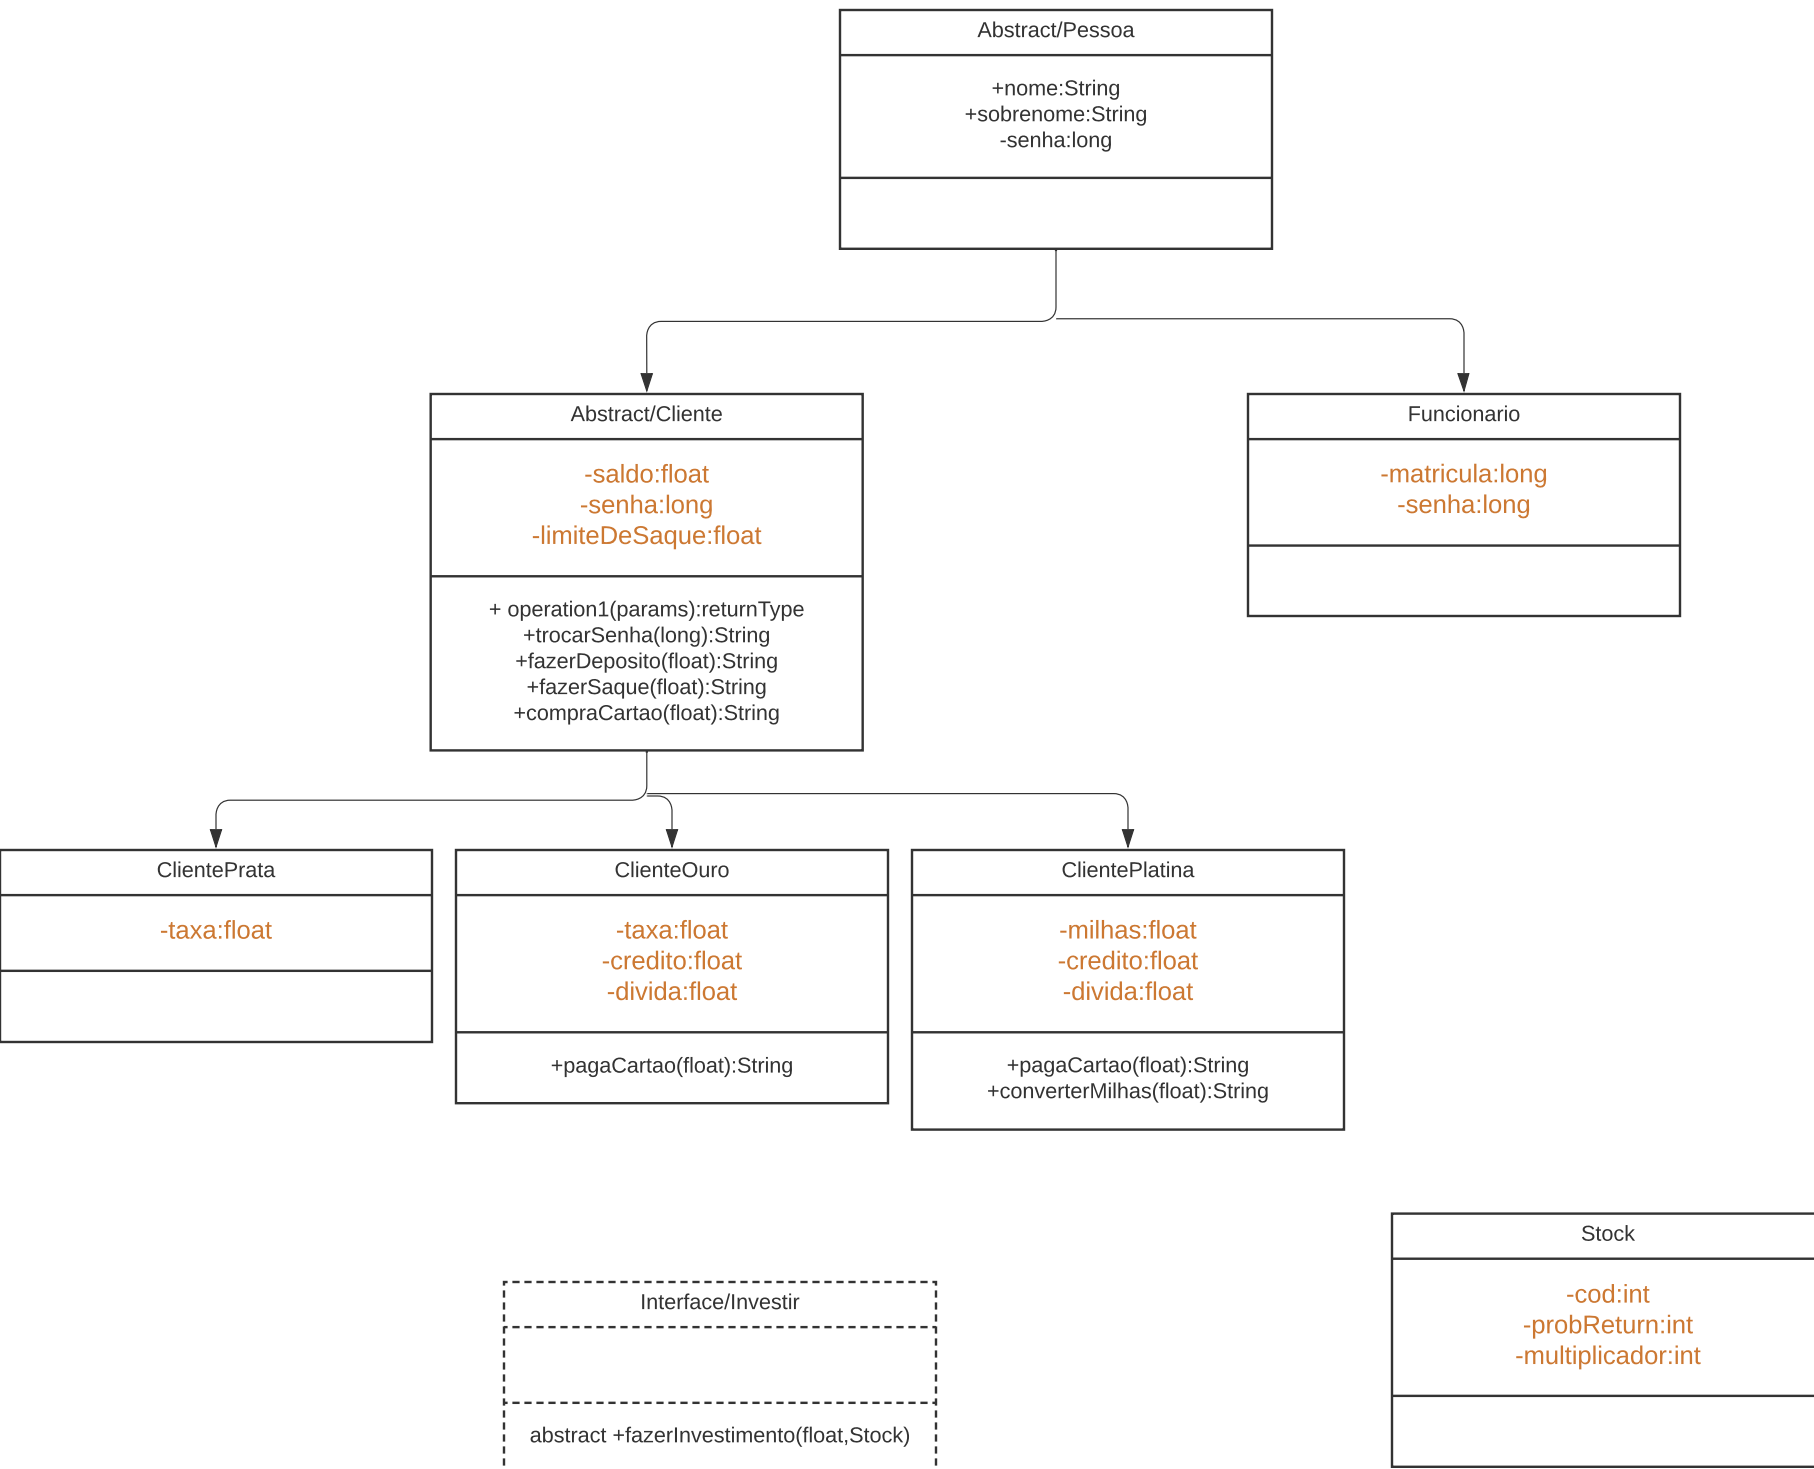 Abstract/Pessoa
+nome:String
+sobrenome:String
-senha:long
Abstract/Cliente
-saldo:float
-senha:long
-limiteDeSaque:float
+ operation1(params):returnType
+trocarSenha(long):String
+fazerDeposito(float):String
+fazerSaque(float):String
+compraCartao(float):String
Funcionario
-matricula:long
-senha:long
ClientePrata
-taxa:float
ClienteOuro
-taxa:float
-credito:float
-divida:float
+pagaCartao(float):String
ClientePlatina
-milhas:float
-credito:float
-divida:float
+pagaCartao(float):String
+converterMilhas(float):String
Interface/Investir
abstract +fazerInvestimento(float,Stock)
Stock
-cod:int
-probReturn:int
-multiplicador:int